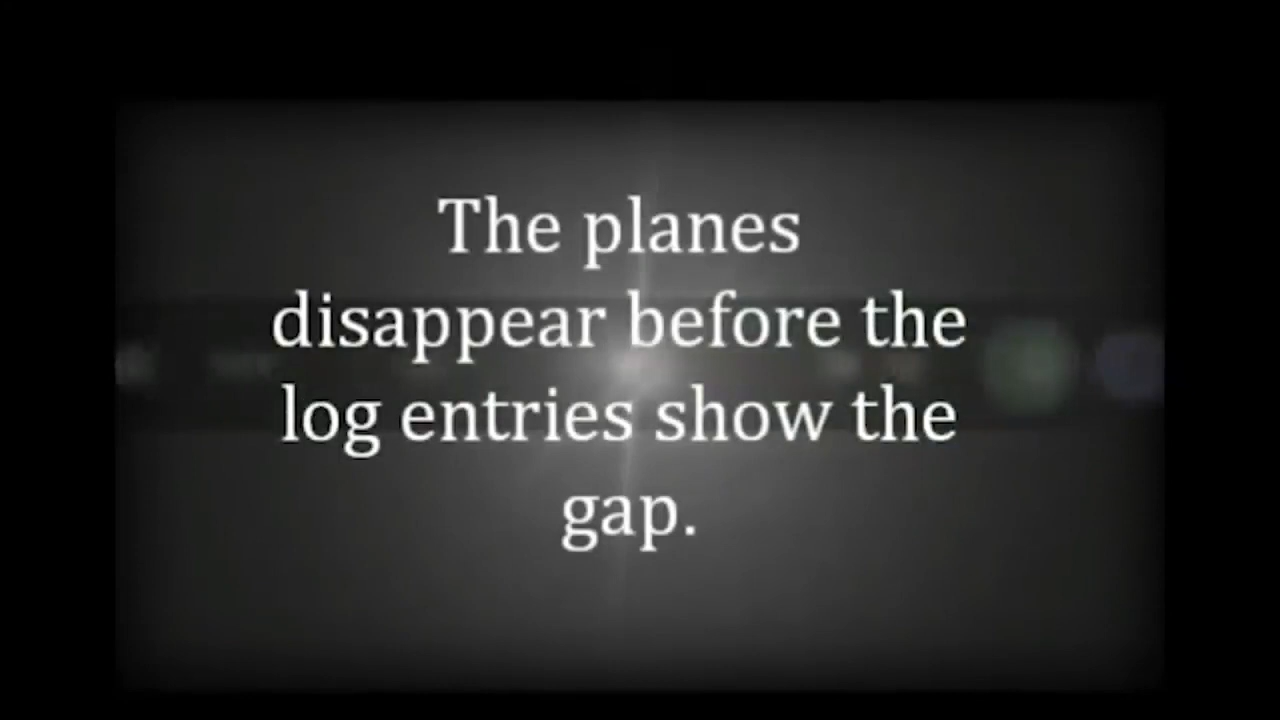 The planes
disappear before the
log entries show the
gap.